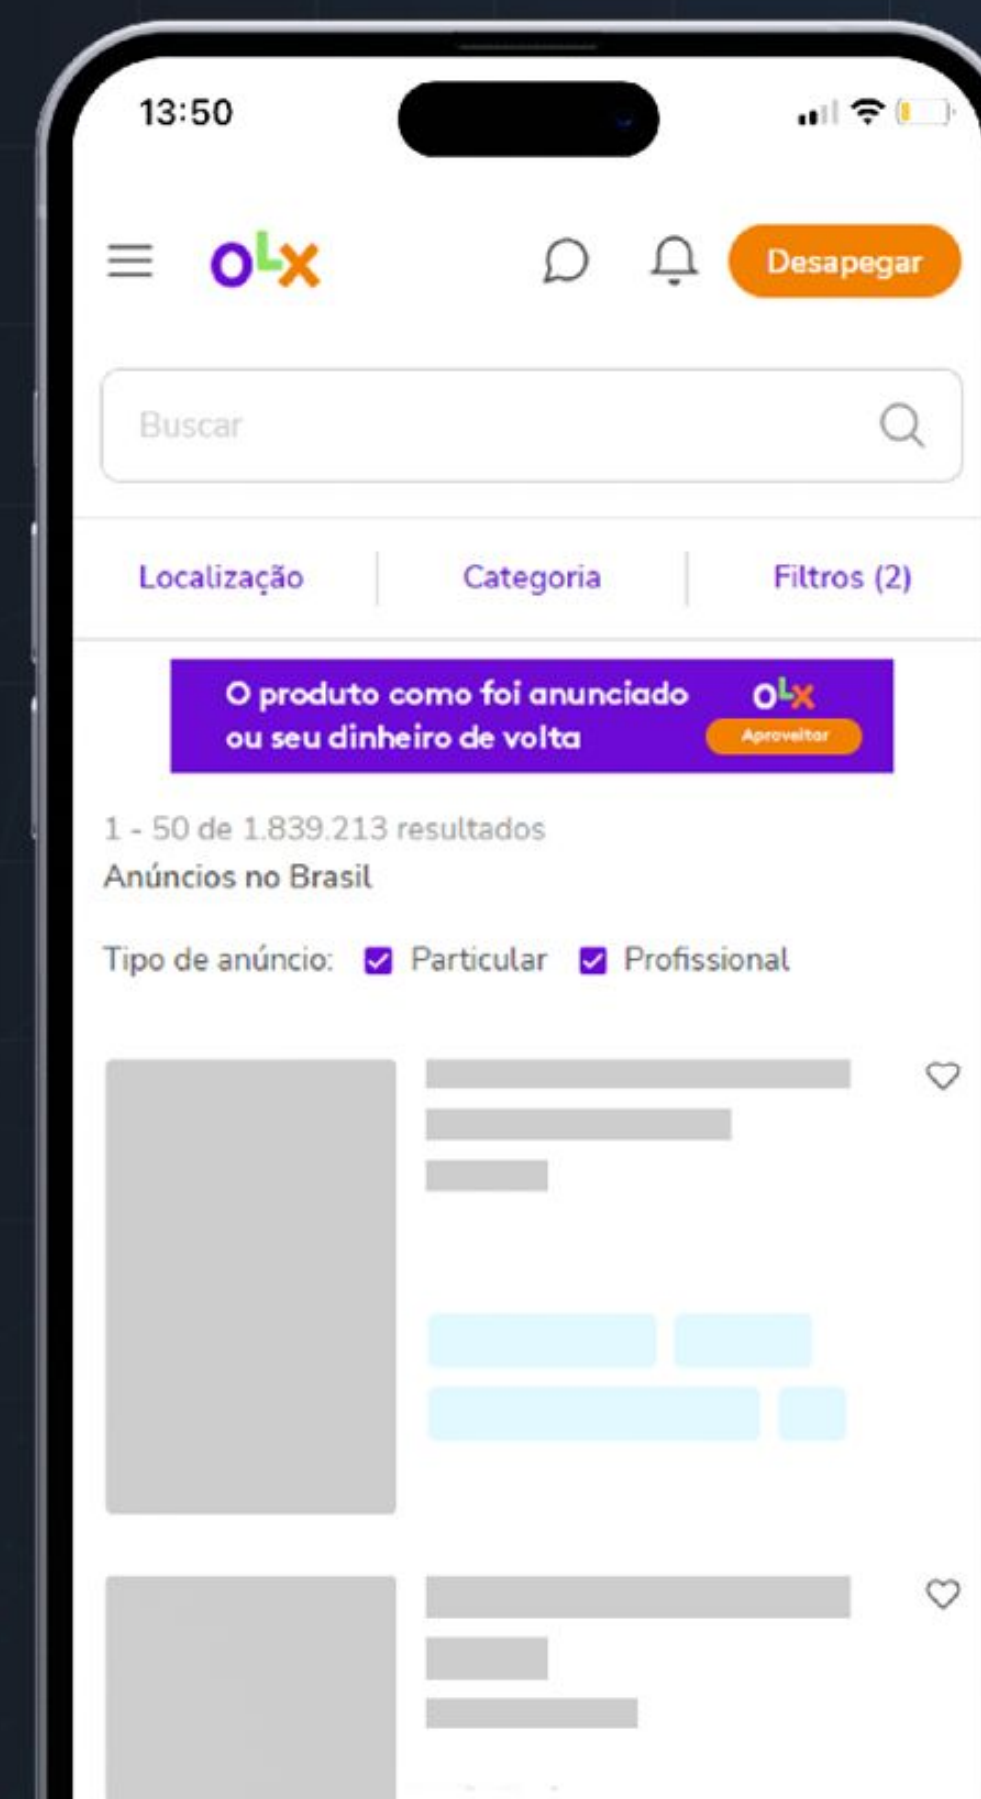 13:50
OLX
Desapegar
Buscar
Localização
Categoria
Filtros (2)
O produto como foi anunciado
ou seu dinheiro de volta
OLX
Aproveitar
1 - 50 de 1.839.213 resultados
Anúncios no Brasil
Tipo de anúncio: Particular Profissional